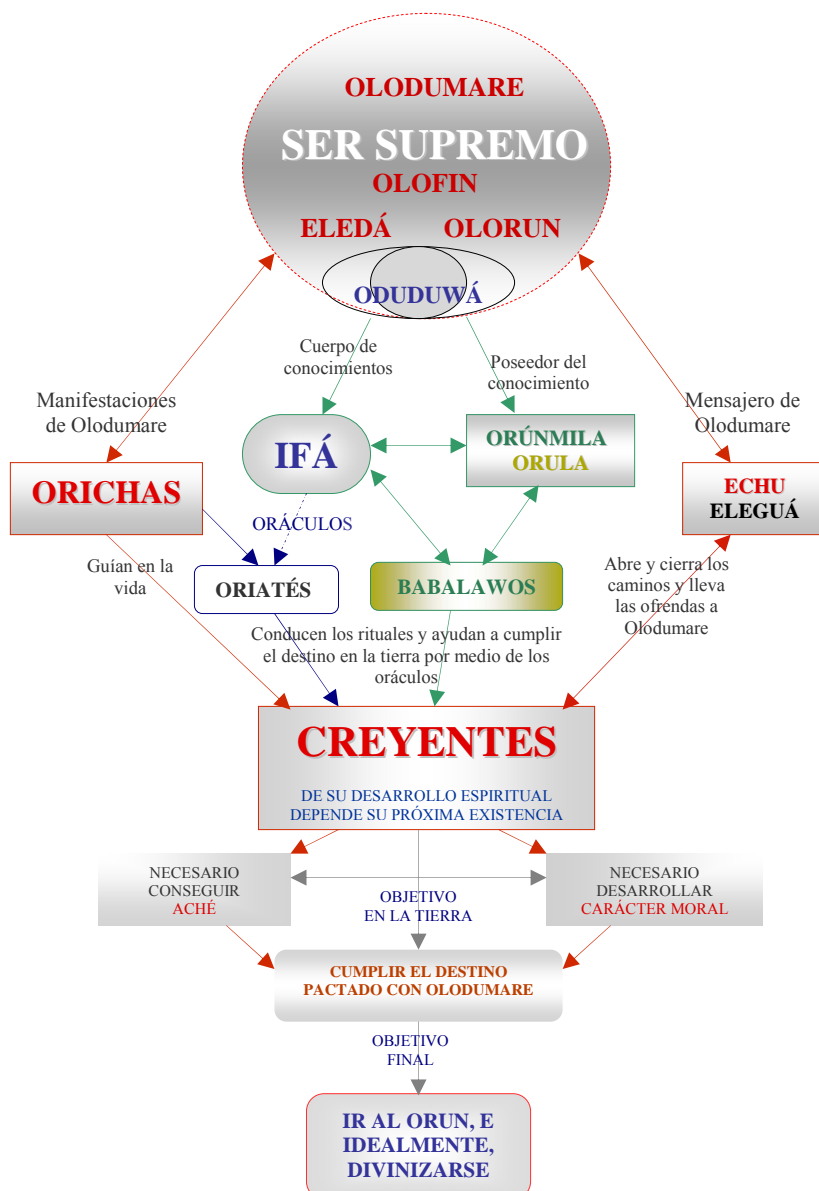 OLODUMARE
SER SUPREMO
OLOFIN
ELEDÁ OLORUN
ODUDUWÁ
Cuerpo de
conocimientos
Poseedor del
conocimiento
Manifestaciones
de Olodumare
Mensajero de
Olodumare
IFÁ
ORÚNMILA
ORULA
ORICHAS
ECHU
ELEGUÁ
ORÁCULOS
Guían en la
vida
ORIATÉS
BABALAWOS
Abre y cierra los
caminos y lleva
las ofrendas a
Olodumare
Conducen los rituales y ayudan a cumplir
el destino en la tierra por medio de los
oráculos
CREYENTES
DE SU DESARROLLO ESPIRITUAL
DEPENDE SU PRÓXIMA EXISTENCIA
NECESARIO
CONSEGUIR
ACHÉ
OBJETIVO
EN LA TIERRA
NECESARIO
DESARROLLAR
CARÁCTER MORAL
CUMPLIR EL DESTINO
PACTADO CON OLODUMARE
OBJETIVO
FINAL
IR AL ORUN, E
IDEALMENTE,
DIVINIZARSE